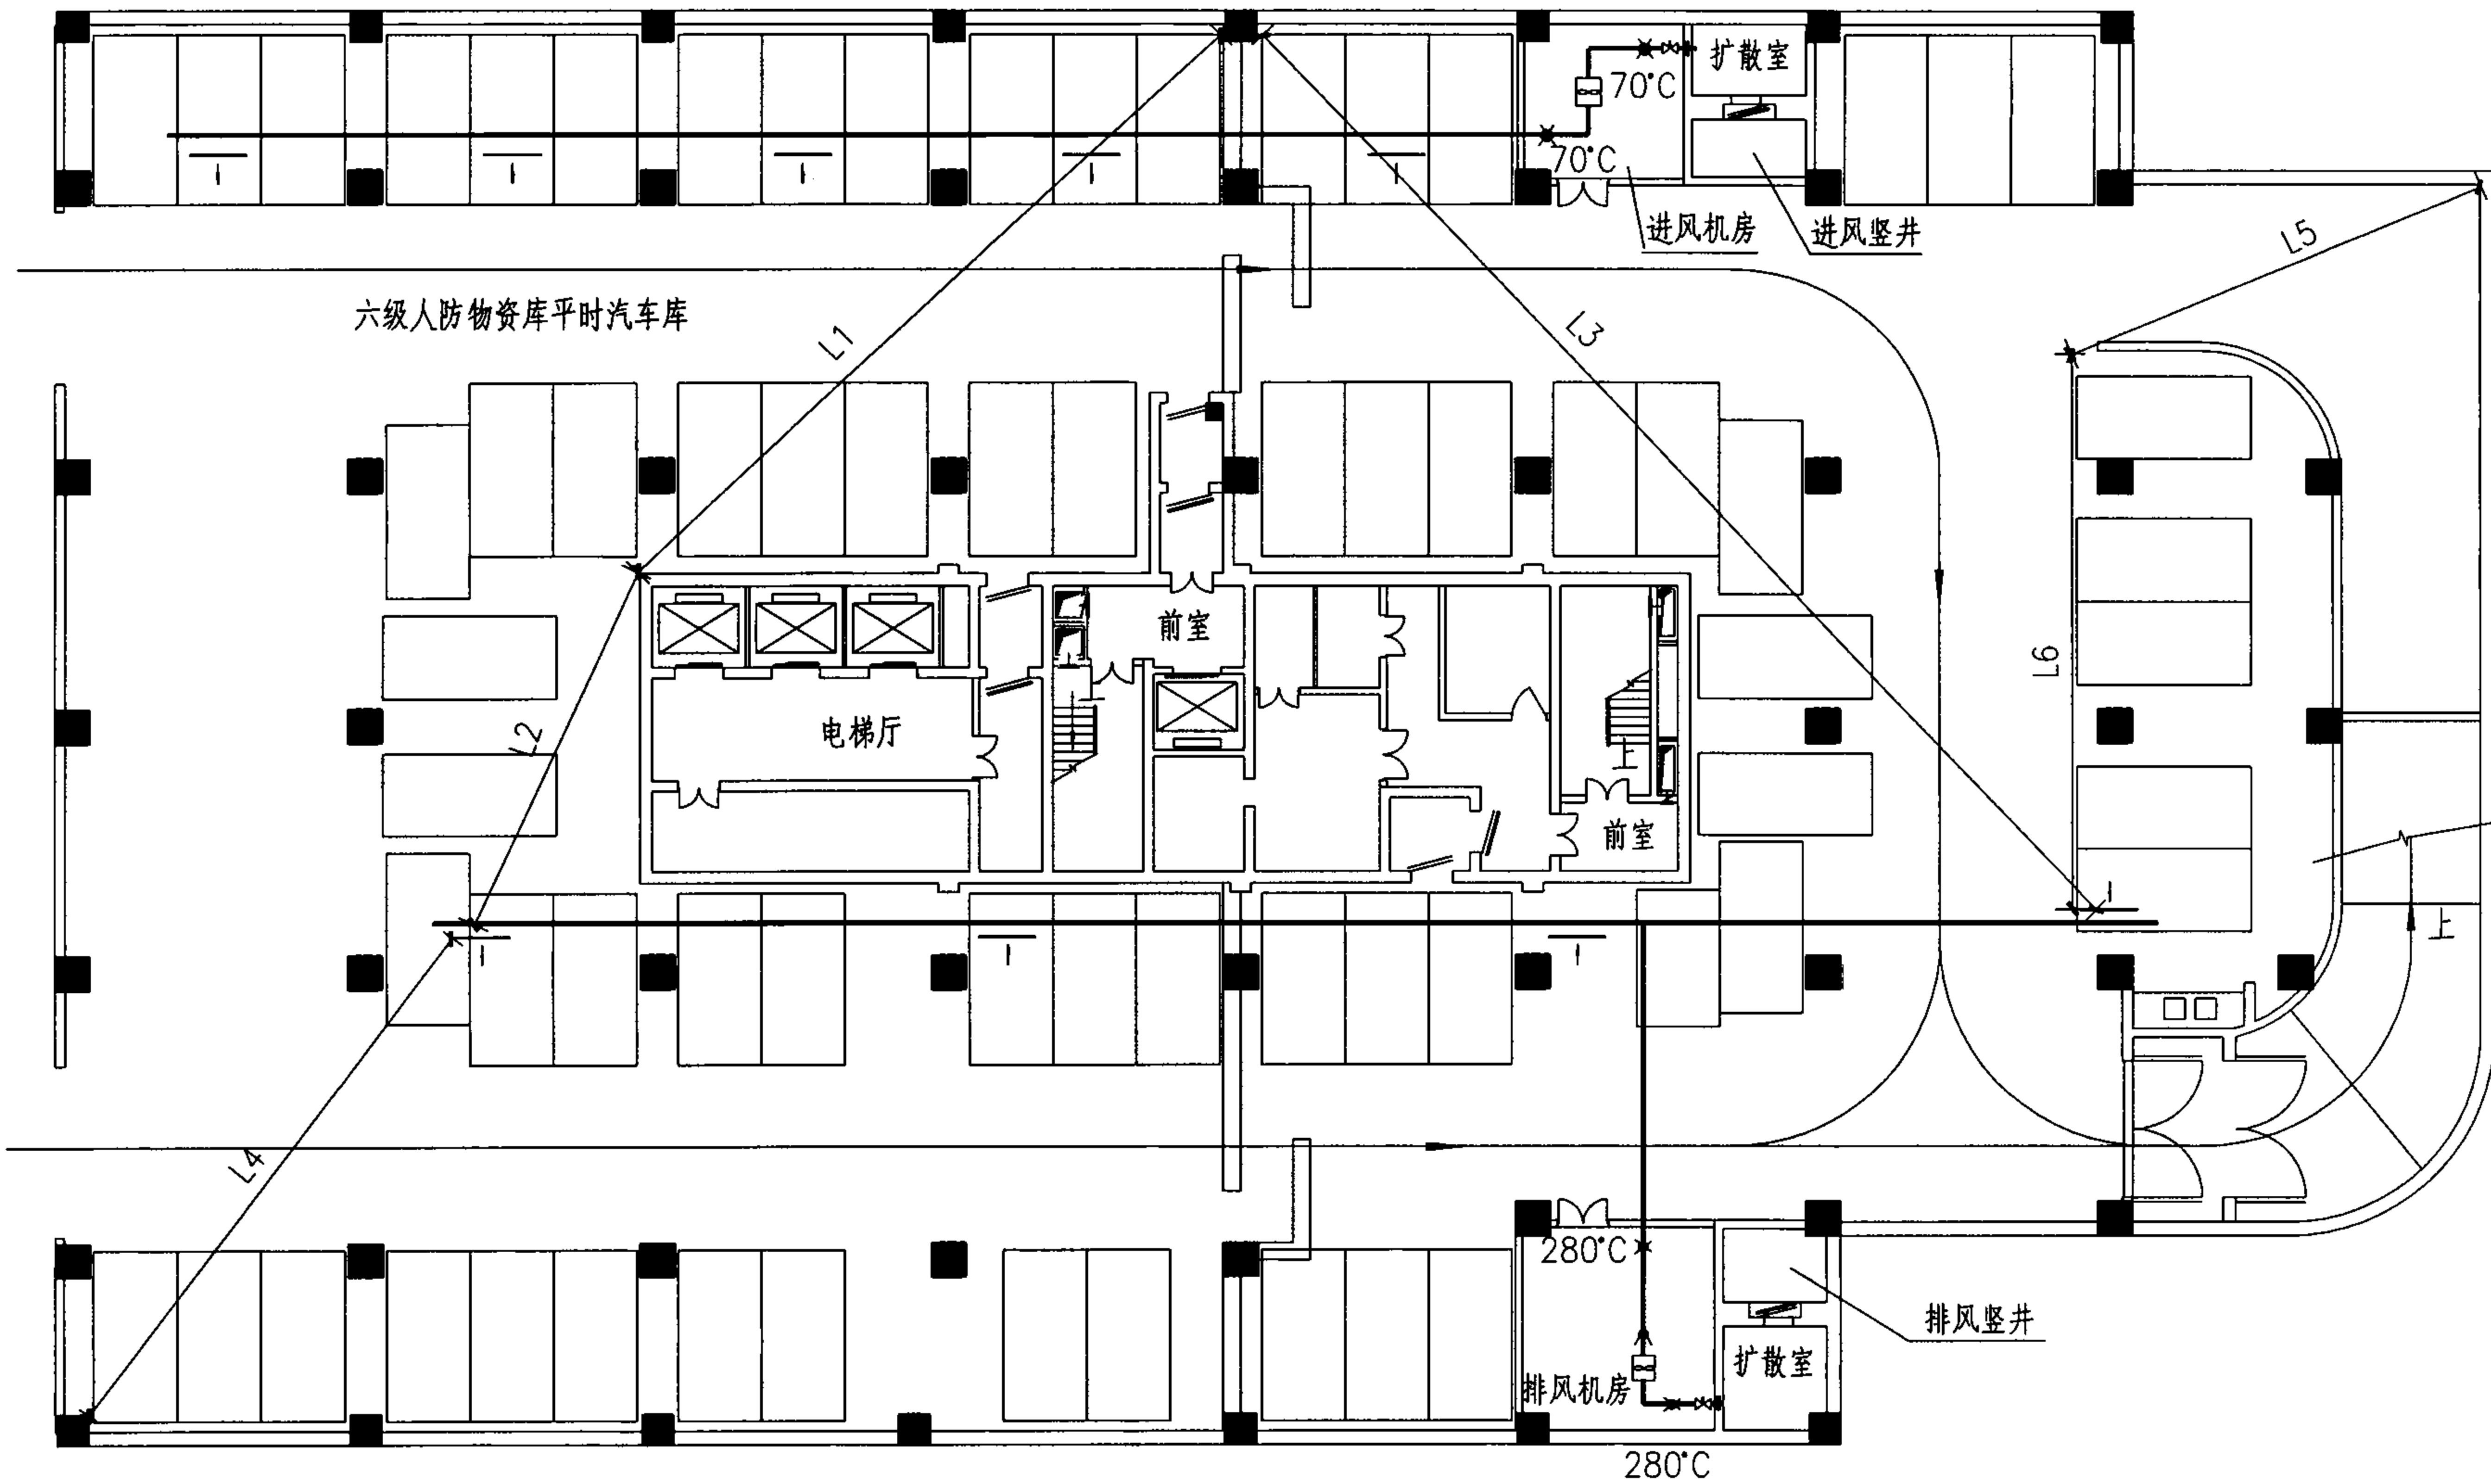 扩散室
70°C
70°C
进风机房
进风竖井
L5
六级人防物资库平时汽车库
L1
L3
前室
L6
上
L2
电梯厅
上
前室
上
L4
280°C
排风竖井
扩散室
排风机房
280°C